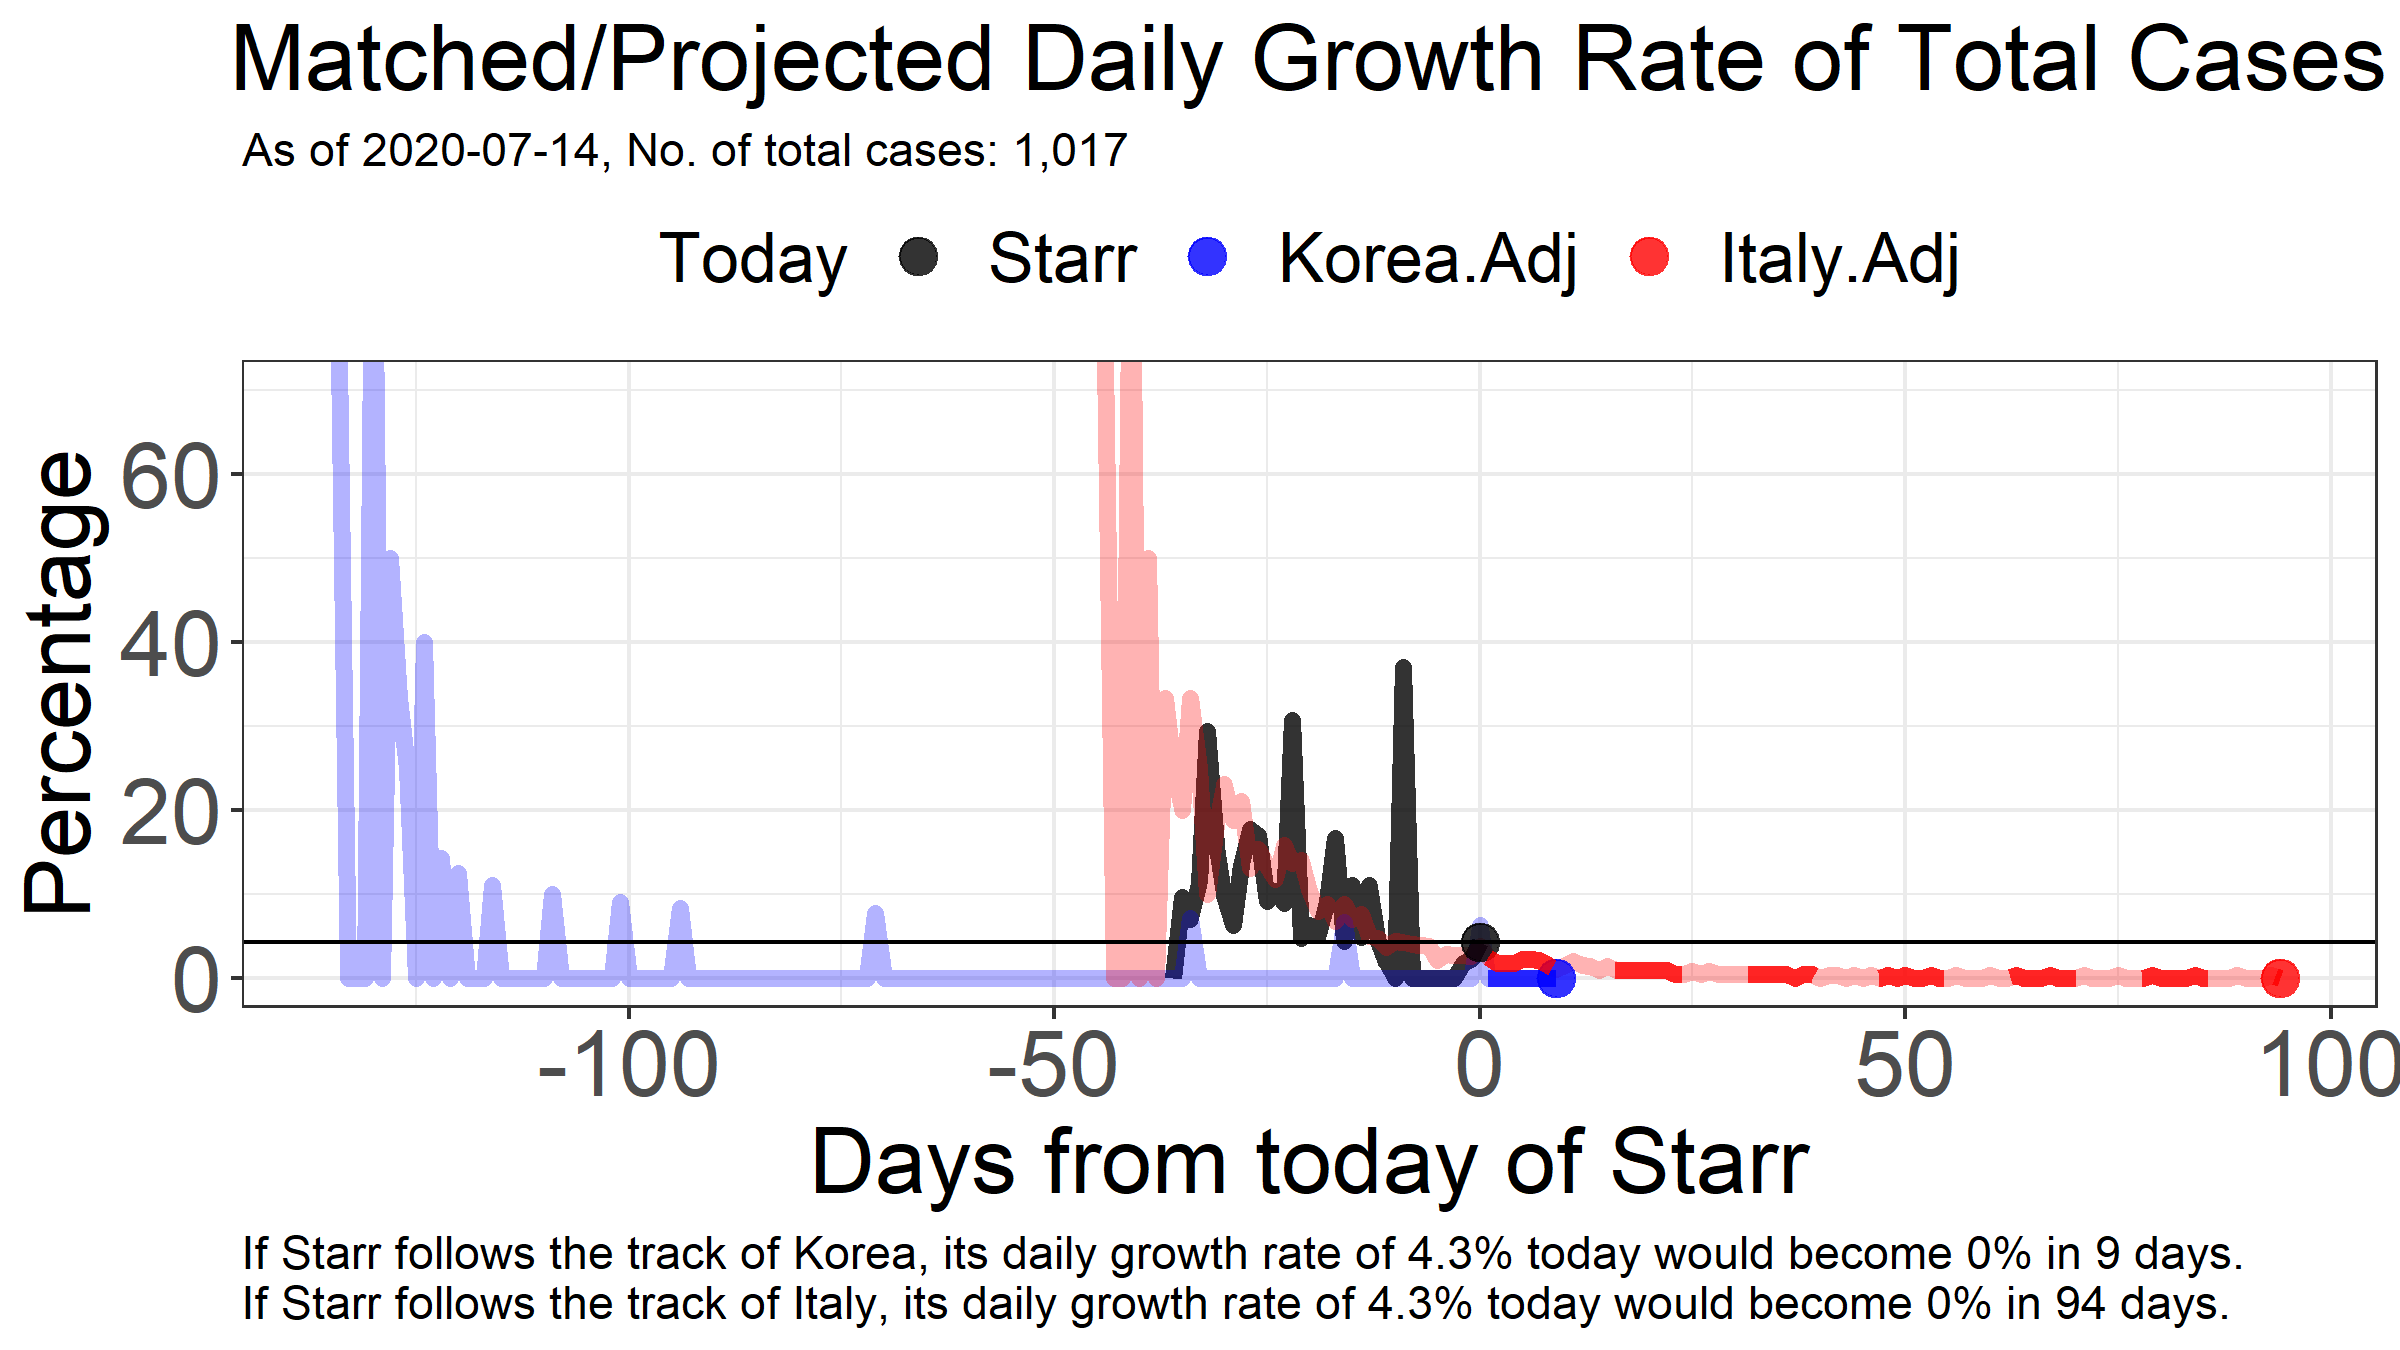 Matched/Projected Daily Growth Rate of Total Cases
As of 2020-07-14, No. of total cases: 1,017
Today Starr Korea.Adj Italy.Adj
Percentage
60
40
20
0
-100 -50 0 50 100
Days from today of Starr
If Starr follows the track of Korea, its daily growth rate of 4.3% today would become 0% in 9 days.
If Starr follows the track of Italy, its daily growth rate of 4.3% today would become 0% in 94 days.